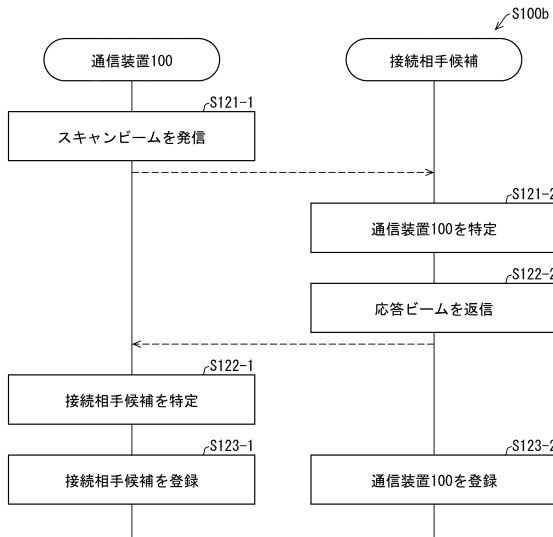 S100b
通信装置100
接続相手候補
S121-1
スキャンビームを発信
S121-2
通信装置100を特定
S122-2
応答ビームを返信
S122-1
接続相手候補を特定
S123-1
接続相手候補を登録
S123-2
通信装置100を登録